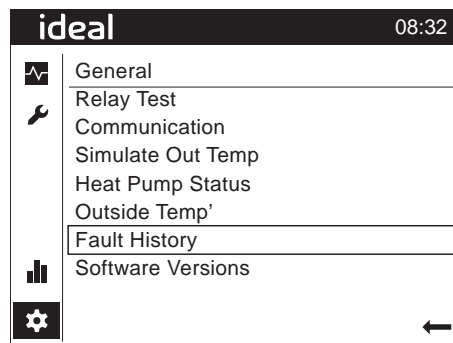 ideal
08:32
General
Relay Test
Communication
Simulate Out Temp
Heat Pump Status
Outside Temp'
Fault History
Software Versions